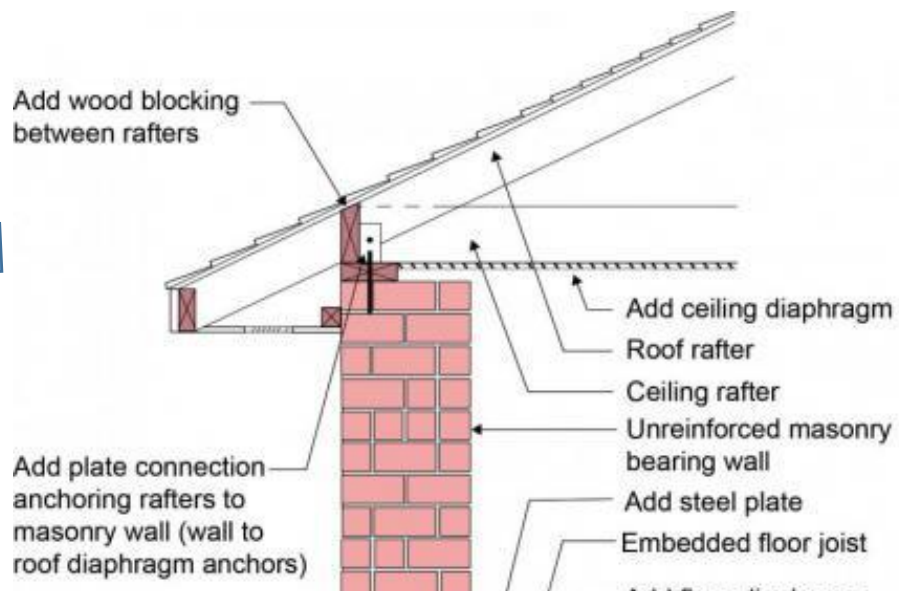 Add wood blocking
between rafters
Add ceiling diaphragm
Roof rafter
Ceiling rafter
Unreinforced masonry
bearing wall
Add plate connection
anchoring rafters to
masonry wall (wall to
roof diaphragm anchors)
Add steel plate
Embedded floor joist